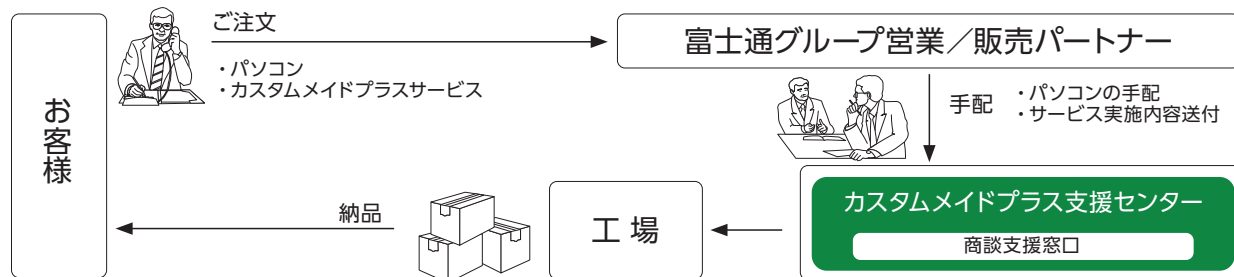 お客様
ご注文
・パソコン
・カスタムメイドプラスサービス
富士通グループ営業／販売パートナー
手配
・パソコンの手配
・サービス実施内容送付
カスタムメイドプラス支援センター
商談支援窓口
工場
納品